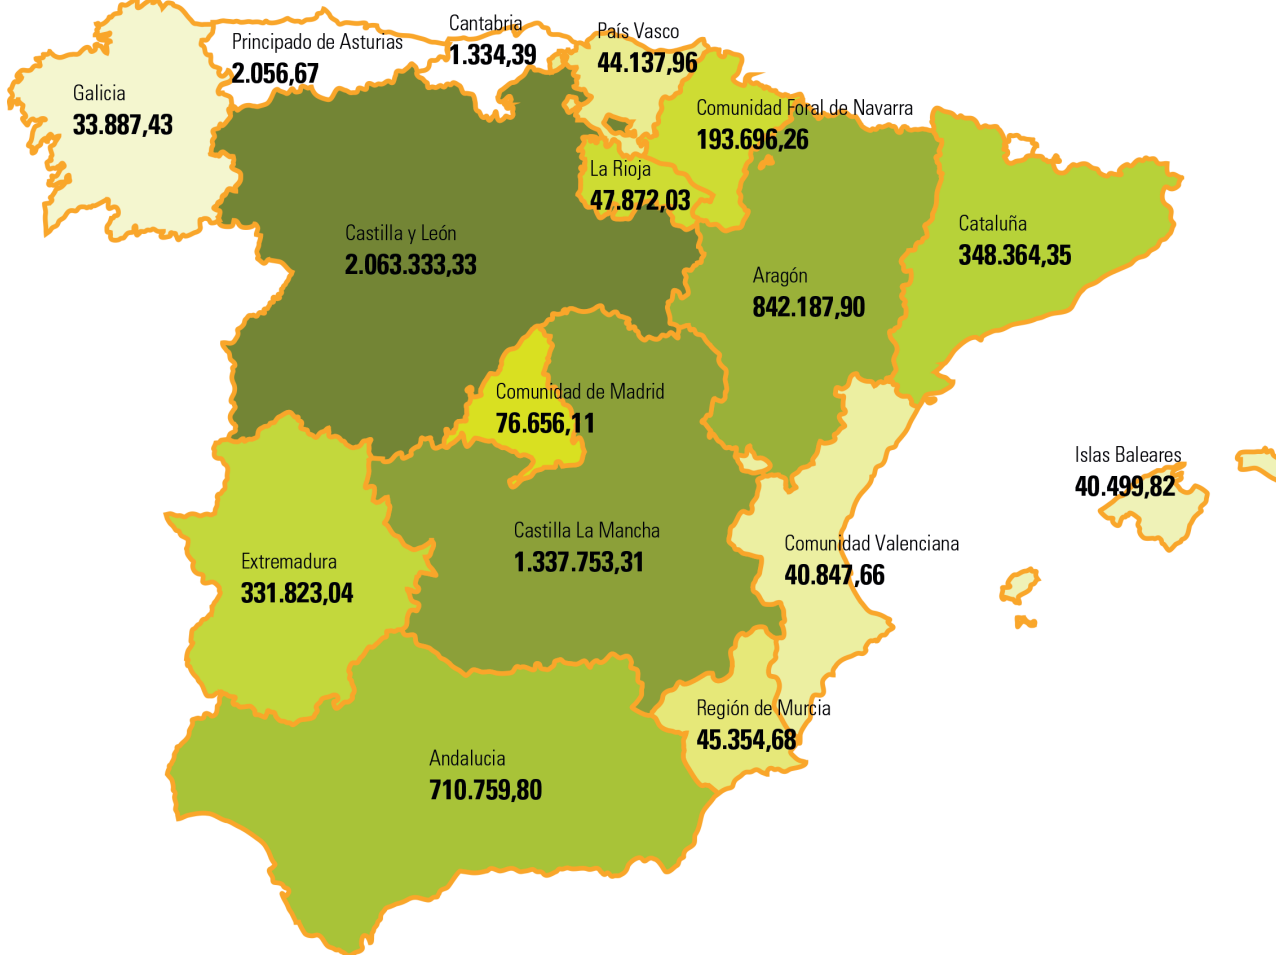 Cantabria
1.334,39
País Vasco
44.137,96
Principado de Asturias
2.056,67
Galicia
33.887,43
Comunidad Foral de Navarra
193.696,26
La Rioja
47.872,03
Castilla y León
2.063.333,33
Cataluña
348.364,35
Aragón
842.187,90
Comunidad de Madrid
76.656,11
Islas Baleares
40.499,82
Castilla La Mancha
1.337.753,31
Comunidad Valenciana
40.847,66
Extremadura
331.823,04
Región de Murcia
45.354,68
Andalucia
710.759,80